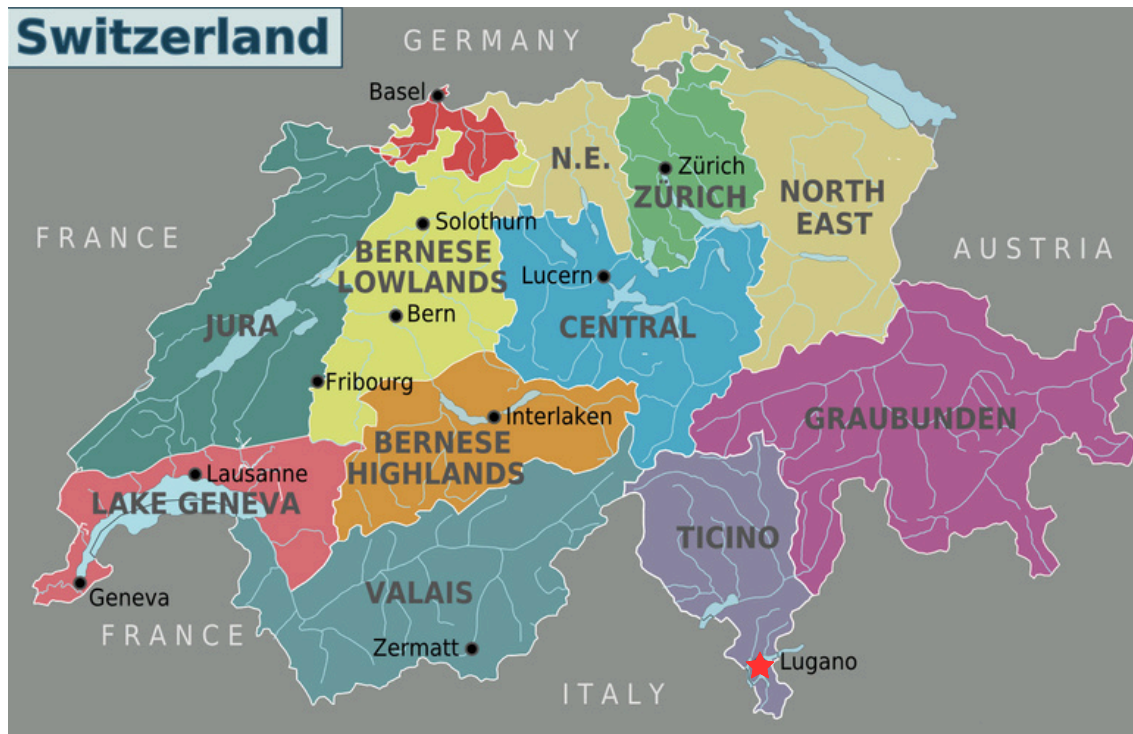 Switzerland
GERMANY
Basel
N.E.
Zürich
ZÜRICH
NORTH
EAST
FRANCE
Solothurn
BERNESE
LOWLANDS
AUSTRIA
Lucern
Bern
JURA
CENTRAL
Fribourg
Interlaken
GRAUBUNDEN
BERNESE
HIGHLANDS
Lausanne
LAKE GENEVA
TICINO
VALAIS
Geneva
FRANCE
Zermatt
Lugano
ITALY